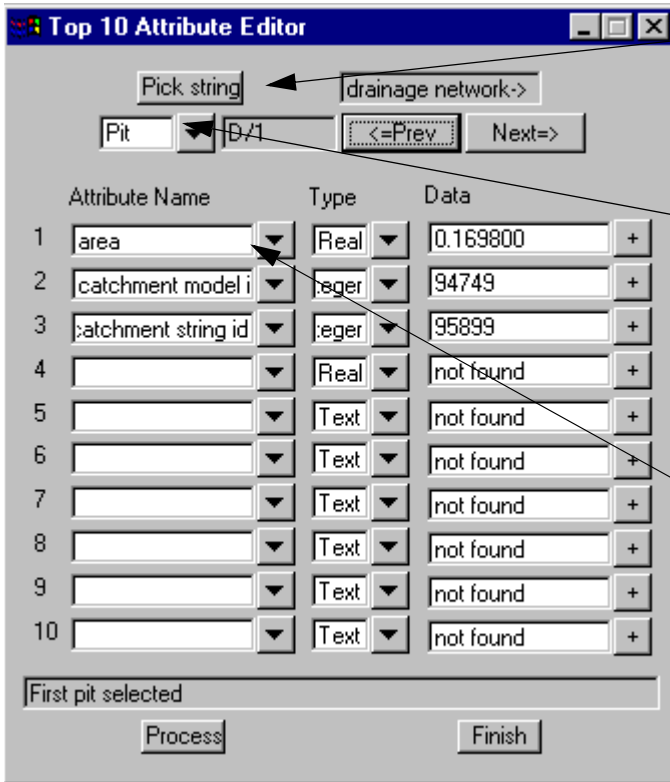 Top 10 Attribute Editor
Pick string drainage network->
Pit D/1 <=Prev Next=>
Attribute Name Type Data
1 area Real 0.169800 +
2 catchment model i teger 94749 +
3 catchment string id teger 95899 +
4 Real not found +
5 Text not found +
6 Text not found +
7 Text not found +
8 Text not found +
9 Text not found +
10 Text not found +
First pit selected
Process Finish